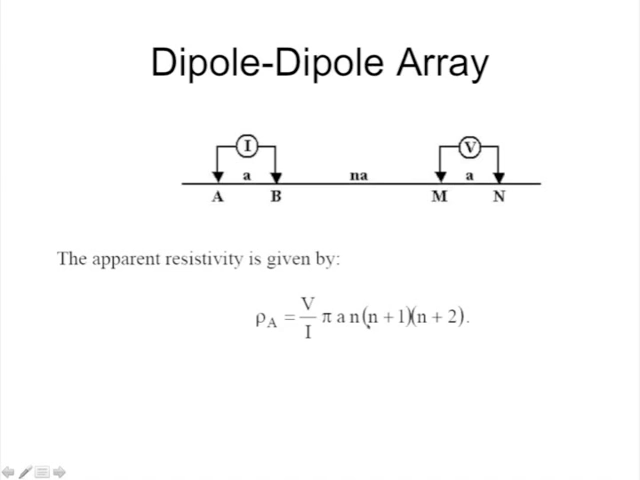 Dipole-Dipole Array
I V
a na a
A B M N
The apparent resistivity is given by:
ρA = V/I π a n(n + 1)(n + 2).